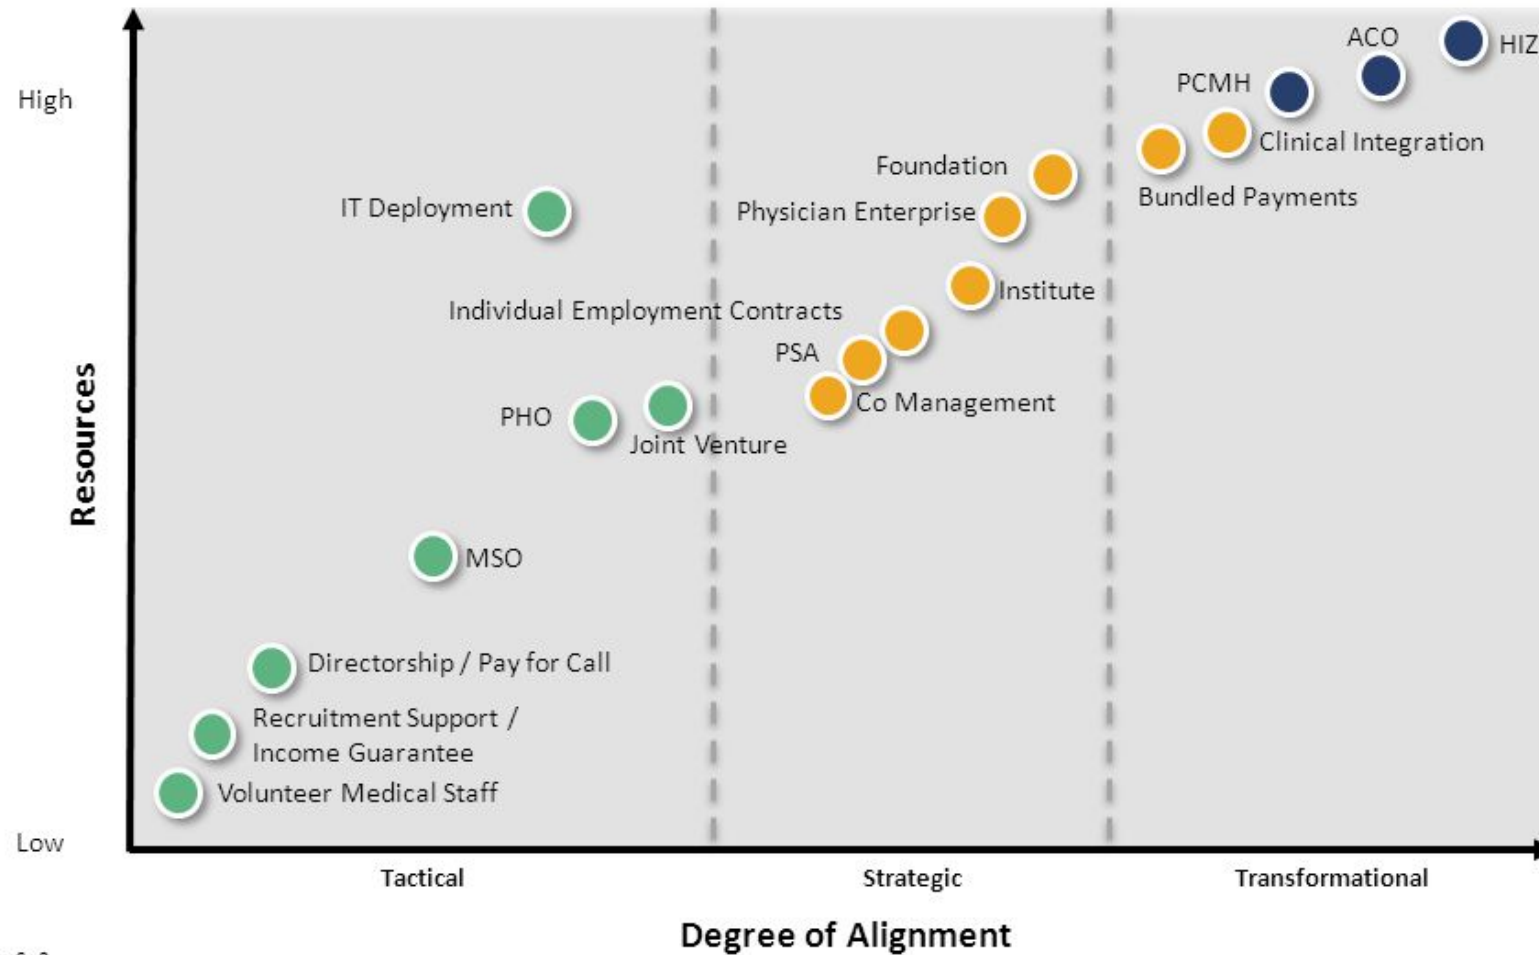 ACO
HIZ
PCMH
High
Clinical Integration
Foundation
Bundled Payments
IT Deployment
Physician Enterprise
Institute
Individual Employment Contracts
PSA
Co Management
PHO
Joint Venture
Resources
MSO
Directorship / Pay for Call
Recruitment Support /
Income Guarantee
Volunteer Medical Staff
Low
Tactical
Strategic
Transformational
Degree of Alignment